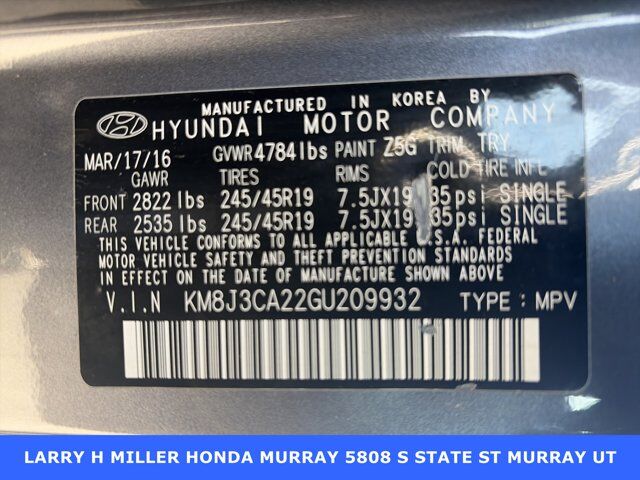 MANUFACTURED IN KOREA BY
HYUNDAI MOTOR COMPANY
MAR/17/16 GVWR 4784 lbs PAINT Z5G TRIM TRY
GAWR TIRES RIMS COLD TIRE INFL
FRONT 2822 lbs 245/45R19 7.5JX19 35psi SINGLE
REAR 2535 lbs 245/45R19 7.5JX19 35psi SINGLE
THIS VEHICLE CONFORMS TO ALL APPLICABLE U.S.A. FEDERAL
MOTOR VEHICLE SAFETY AND THEFT PREVENTION STANDARDS
IN EFFECT ON THE DATE OF MANUFACTURE SHOWN ABOVE.
V.I.N KM8J3CA22GU209932 TYPE : MPV
LARRY H MILLER HONDA MURRAY 5808 S STATE ST MURRAY UT